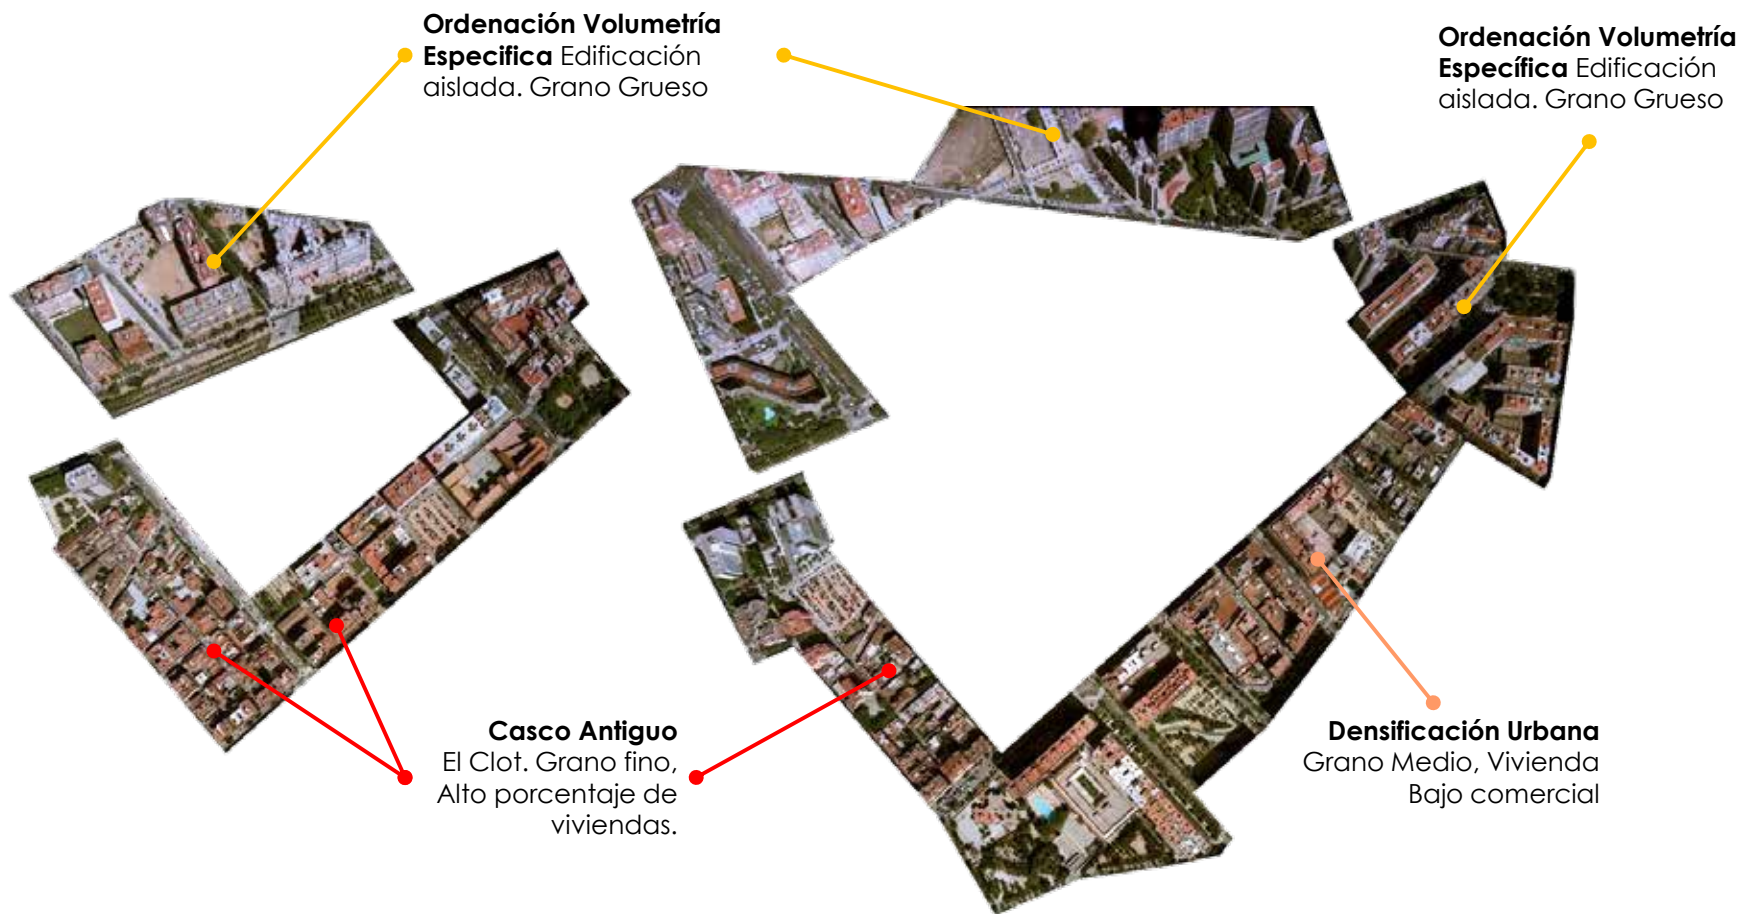 Ordenación Volumetría
Especifica Edificación
aislada. Grano Grueso
Ordenación Volumetría
Específica Edificación
aislada. Grano Grueso
Casco Antiguo
El Clot. Grano fino,
Alto porcentaje de
viviendas.
Densificación Urbana
Grano Medio, Vivienda
Bajo comercial